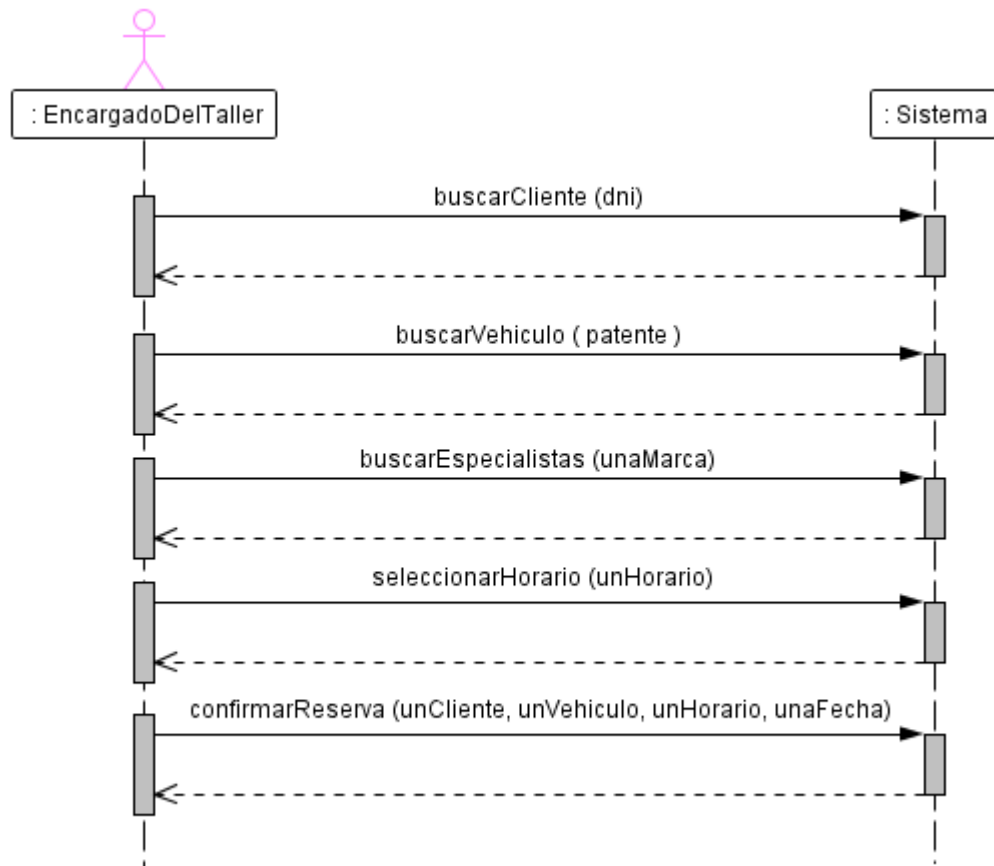 : EncargadoDelTaller
: Sistema
buscarCliente (dni)
buscarVehiculo ( patente )
buscarEspecialistas (unaMarca)
seleccionarHorario (unHorario)
confirmarReserva (unCliente, unVehiculo, unHorario, unaFecha)